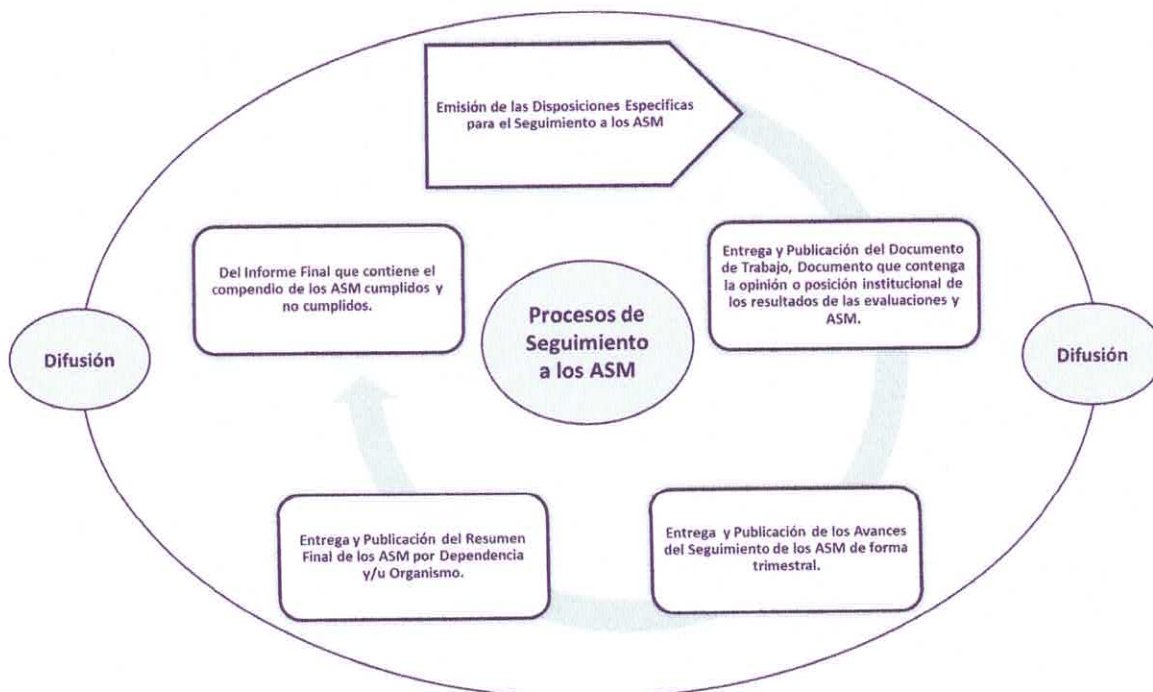 Emisión de las Disposiciones Especificas
para el Seguimiento a los ASM
Del Informe Final que contiene el
compendio de los ASM cumplidos y
no cumplidos.
Entrega y Publicación del Documento
de Trabajo, Documento que contenga
la opinión o posición institucional de
los resultados de las evaluaciones y
ASM.
Procesos de
Seguimiento
a los ASM
Difusión
Difusión
Entrega y Publicación del Resumen
Final de los ASM por Dependencia
y/u Organismo.
Entrega y Publicación de los Avances
del Seguimiento de los ASM de forma
trimestral.